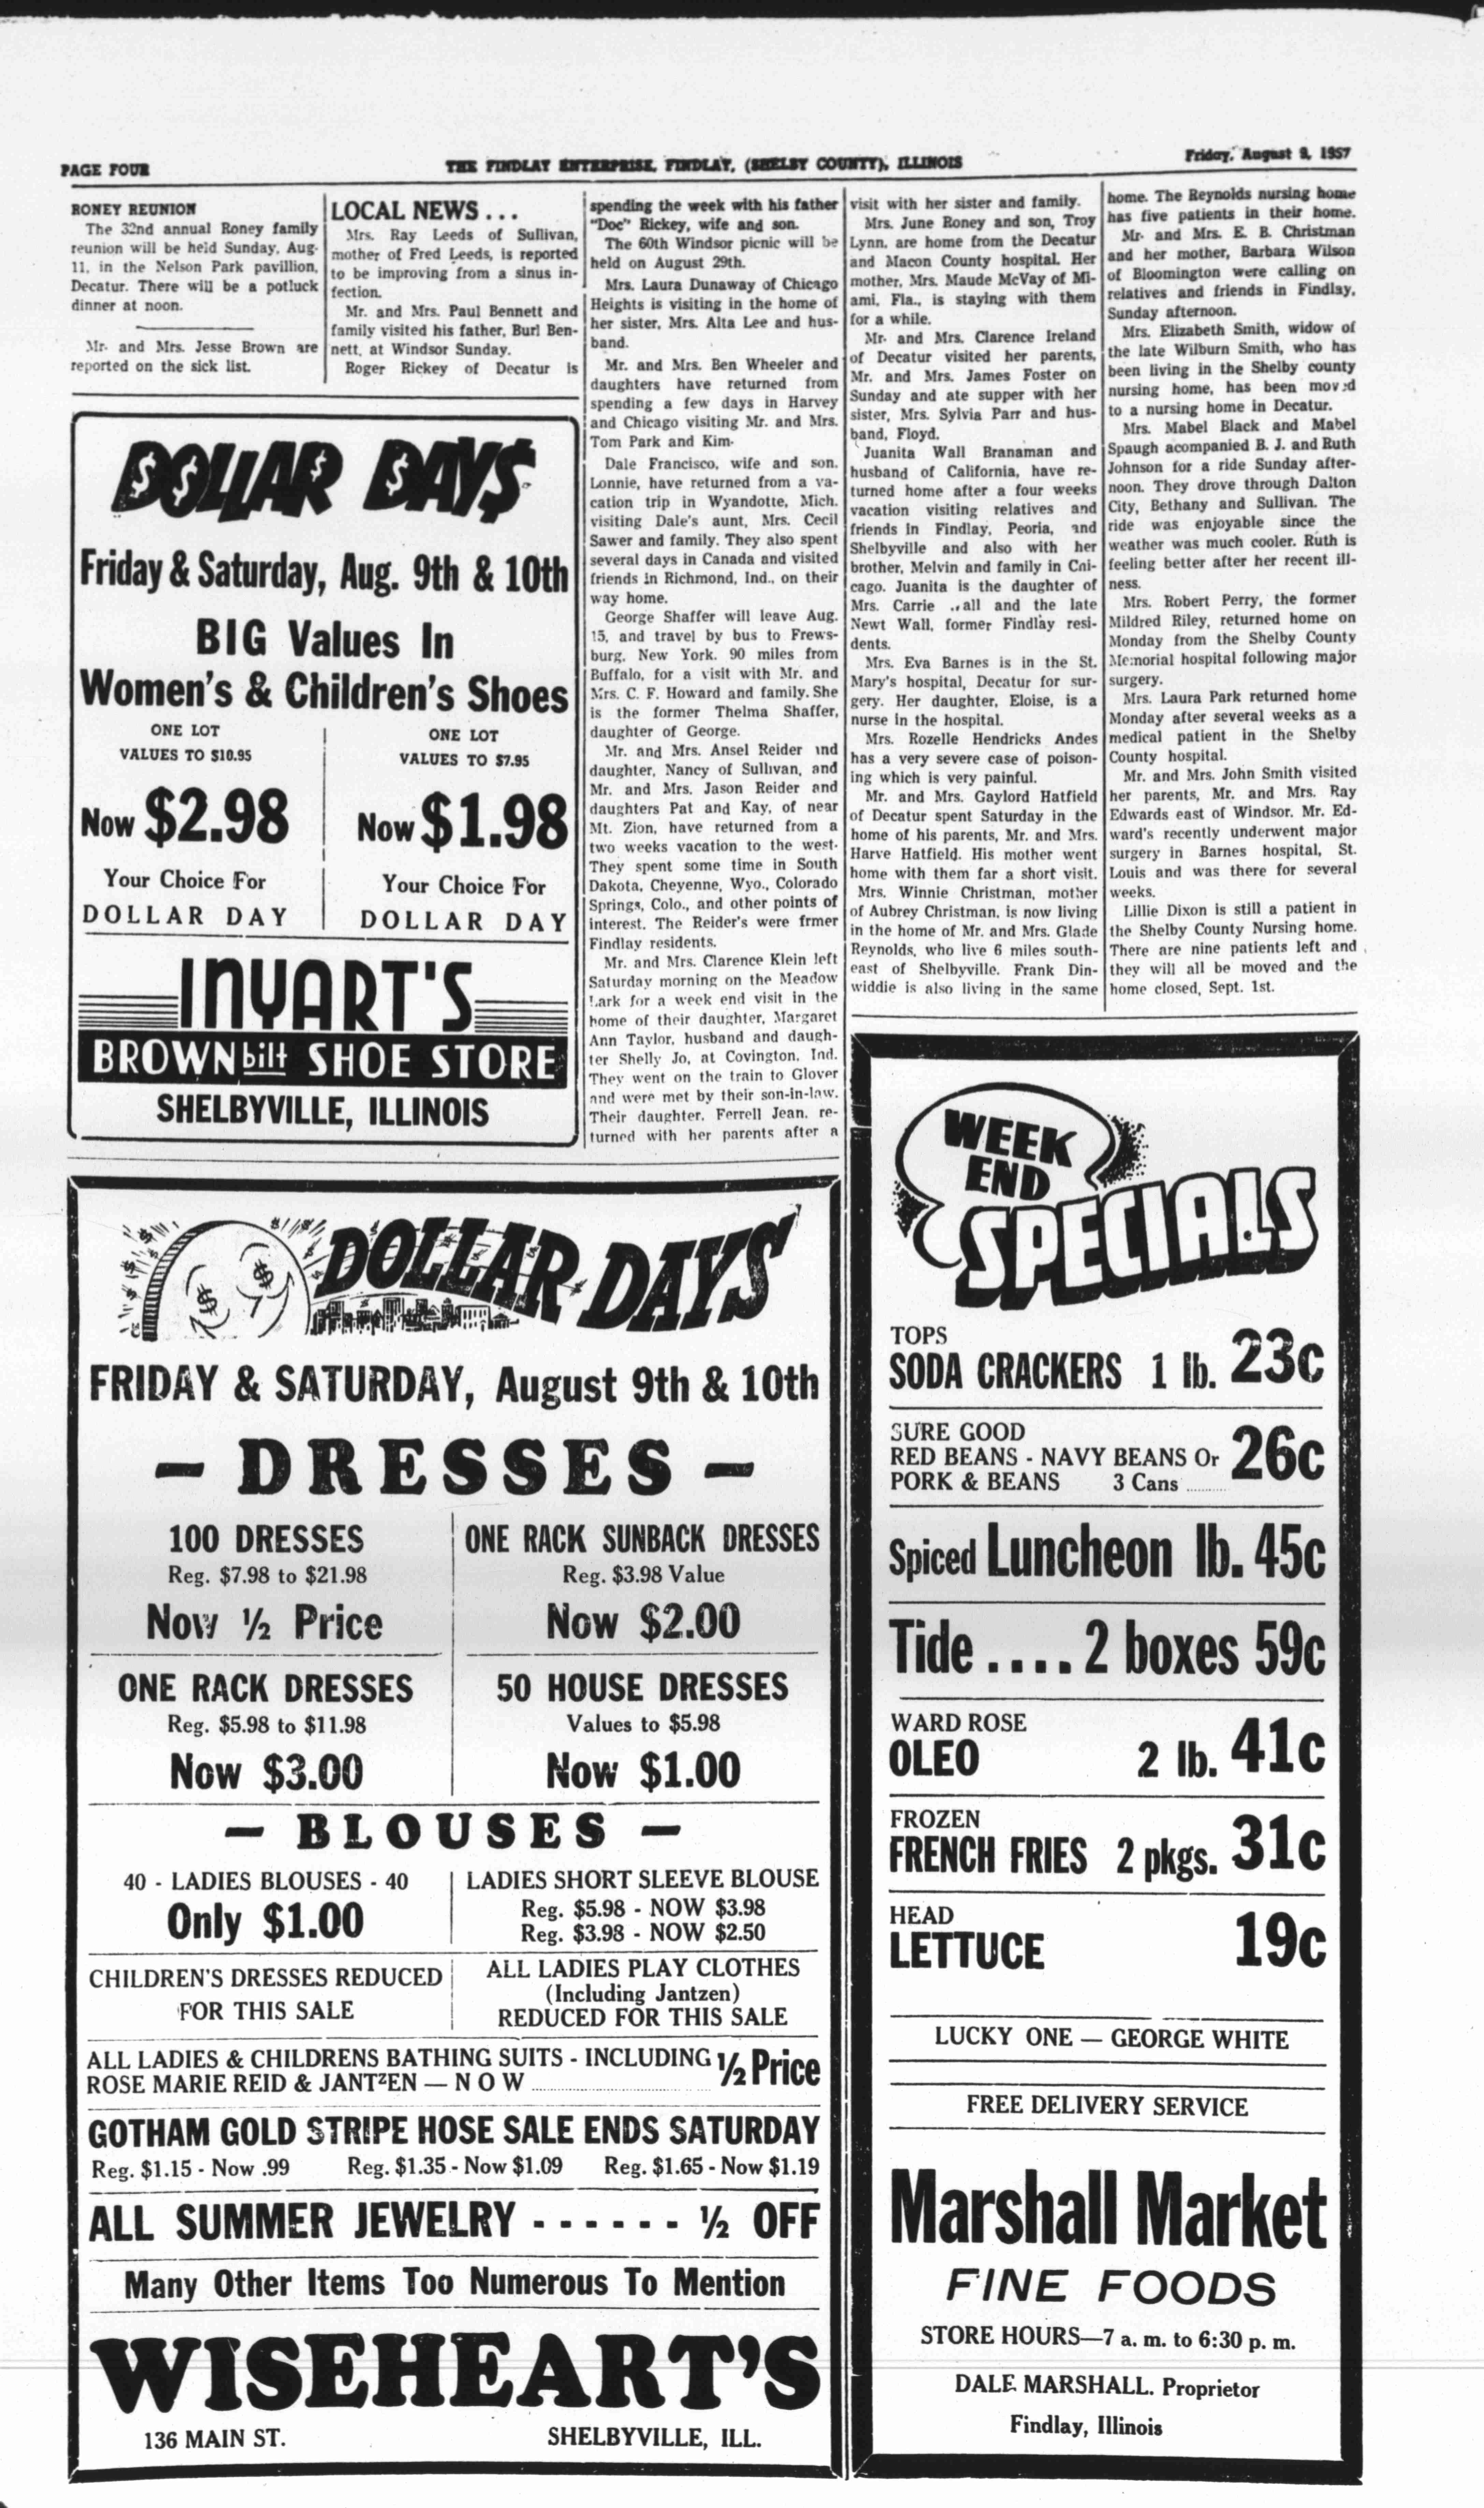 PAGE FOUR
THE FINDLAY ENTERPRISE, FINDLAY, (SHELBY COUNTY), ILLINOIS
Friday, August 9, 1957
RONEY REUNION
The 32nd annual Roney family
reunion will be held Sunday, Aug-
11, in the Nelson Park pavillion,
Decatur. There will be a potluck
dinner at noon.
Mr. and Mrs. Jesse Brown are
reported on the sick list.
LOCAL NEWS . . .
Mrs. Ray Leeds of Sullivan,
mother of Fred Leeds, is reported
to be improving from a sinus in-
fection.
Mr. and Mrs. Paul Bennett and
family visited his father, Burl Ben-
nett, at Windsor Sunday.
Roger Rickey of Decatur is
spending the week with his father
"Doc" Rickey, wife and son.
The 60th Windsor picnic will be
held on August 29th.
Mrs. Laura Dunaway of Chicago
Heights is visiting in the home of
her sister, Mrs. Alta Lee and hus-
band.
Mr. and Mrs. Ben Wheeler and
daughters have returned from
spending a few days in Harvey
and Chicago visiting Mr. and Mrs.
Tom Park and Kim-
Dale Francisco, wife and son.
Lonnie, have returned from a va-
cation trip in Wyandotte, Mich.
visiting Dale's aunt, Mrs. Cecil
Sawer and family. They also spent
several days in Canada and visited
friends in Richmond, Ind., on their
way home.
George Shaffer will leave Aug.
15, and travel by bus to Frews-
burg, New York. 90 miles from
Buffalo, for a visit with Mr. and
Mrs. C. F. Howard and family. She
is the former Thelma Shaffer,
daughter of George.
Mr. and Mrs. Ansel Reider and
daughter, Nancy of Sullivan, and
Mr. and Mrs. Jason Reider and
daughters Pat and Kay, of near
Mt. Zion, have returned from a
two weeks vacation to the west.
They spent some time in South
Dakota, Cheyenne, Wyo., Colorado
Springs, Colo., and other points of
interest. The Reider's were frmer
Findlay residents.
Mr. and Mrs. Clarence Klein left
Saturday morning on the Meadow
Lark for a week end visit in the
home of their daughter, Margaret
Ann Taylor, husband and daugh-
ter Shelly Jo, at Covington, Ind.
They went on the train to Glover
and were met by their son-in-law.
Their daughter, Ferrell Jean, re-
turned with her parents after a
visit with her sister and family.
Mrs. June Roney and son, Troy
Lynn, are home from the Decatur
and Macon County hospital. Her
mother, Mrs. Maude McVay of Mi-
ami, Fla., is staying with them
for a while.
Mr- and Mrs. Clarence Ireland
of Decatur visited her parents,
Mr. and Mrs. James Foster on
Sunday and ate supper with her
sister, Mrs. Sylvia Parr and hus-
band, Floyd.
Juanita Wall Branaman and
husband of California, have re-
turned home after a four weeks
vacation visiting relatives and
friends in Findlay, Peoria, and
Shelbyville and also with her
brother, Melvin and family in Cni-
cago. Juanita is the daughter of
Mrs. Carrie all and the late
Newt Wall, former Findlay resi-
dents.
Mrs. Eva Barnes is in the St.
Mary's hospital, Decatur for sur-
gery. Her daughter, Eloise, is a
nurse in the hospital.
Mrs. Rozelle Hendricks Andes
has a very severe case of poison-
ing which is very painful.
Mr. and Mrs. Gaylord Hatfield
of Decatur spent Saturday in the
home of his parents, Mr. and Mrs.
Harve Hatfield. His mother went
home with them far a short visit.
Mrs. Winnie Christman, mother
of Aubrey Christman, is now living
in the home of Mr. and Mrs. Glade
Reynolds, who live 6 miles south-
east of Shelbyville. Frank Din-
widdie is also living in the same
home. The Reynolds nursing home
has five patients in their home.
Mr- and Mrs. E. B. Christman
and her mother, Barbara Wilson
of Bloomington were calling on
relatives and friends in Findlay,
Sunday afternoon.
Mrs. Elizabeth Smith, widow of
the late Wilburn Smith, who has
been living in the Shelby county
nursing home, has been moved
to a nursing home in Decatur.
Mrs. Mabel Black and Mabel
Spaugh acompanied B. J. and Ruth
Johnson for a ride Sunday after-
noon. They drove through Dalton
City, Bethany and Sullivan. The
ride was enjoyable since the
weather was much cooler. Ruth is
feeling better after her recent ill-
ness.
Mrs. Robert Perry, the former
Mildred Riley, returned home on
Monday from the Shelby County
Memorial hospital following major
surgery.
Mrs. Laura Park returned home
Monday after several weeks as a
medical patient in the Shelby
County hospital.
Mr. and Mrs. John Smith visited
her parents, Mr. and Mrs. Ray
Edwards east of Windsor. Mr. Ed-
ward's recently underwent major
surgery in Barnes hospital, St.
Louis and was there for several
weeks.
Lillie Dixon is still a patient in
the Shelby County Nursing home.
There are nine patients left and
they will all be moved and the
home closed, Sept. 1st.
DOLLAR DAYS
Friday & Saturday, Aug. 9th & 10th
BIG Values In
Women's & Children's Shoes
ONE LOT
VALUES TO $10.95
Now $2.98
Your Choice For
DOLLAR DAY
ONE LOT
VALUES TO $7.95
Now $1.98
Your Choice For
DOLLAR DAY
INYART'S
BROWNbilt SHOE STORE
SHELBYVILLE, ILLINOIS
DOLLAR DAYS
FRIDAY & SATURDAY, August 9th & 10th
— DRESSES —
100 DRESSES
Reg. $7.98 to $21.98
Now ½ Price
ONE RACK SUNBACK DRESSES
Reg. $3.98 Value
Now $2.00
ONE RACK DRESSES
Reg. $5.98 to $11.98
Now $3.00
50 HOUSE DRESSES
Values to $5.98
Now $1.00
— BLOUSES —
40 - LADIES BLOUSES - 40
Only $1.00
LADIES SHORT SLEEVE BLOUSE
Reg. $5.98 - NOW $3.98
Reg. $3.98 - NOW $2.50
CHILDREN'S DRESSES REDUCED
FOR THIS SALE
ALL LADIES PLAY CLOTHES
(Including Jantzen)
REDUCED FOR THIS SALE
ALL LADIES & CHILDRENS BATHING SUITS - INCLUDING
ROSE MARIE REID & JANTZEN — N O W ........ ½ Price
GOTHAM GOLD STRIPE HOSE SALE ENDS SATURDAY
Reg. $1.15 - Now .99 Reg. $1.35 - Now $1.09 Reg. $1.65 - Now $1.19
ALL SUMMER JEWELRY - - - - - - ½ OFF
Many Other Items Too Numerous To Mention
WISEHEART'S
136 MAIN ST. SHELBYVILLE, ILL.
WEEK
END
SPECIALS
TOPS
SODA CRACKERS 1 lb. 23c
SURE GOOD
RED BEANS - NAVY BEANS Or
PORK & BEANS 3 Cans ........ 26c
Spiced Luncheon lb. 45c
Tide .... 2 boxes 59c
WARD ROSE
OLEO 2 lb. 41c
FROZEN
FRENCH FRIES 2 pkgs. 31c
HEAD
LETTUCE 19c
LUCKY ONE — GEORGE WHITE
FREE DELIVERY SERVICE
Marshall Market
FINE FOODS
STORE HOURS—7 a. m. to 6:30 p. m.
DALE MARSHALL. Proprietor
Findlay, Illinois